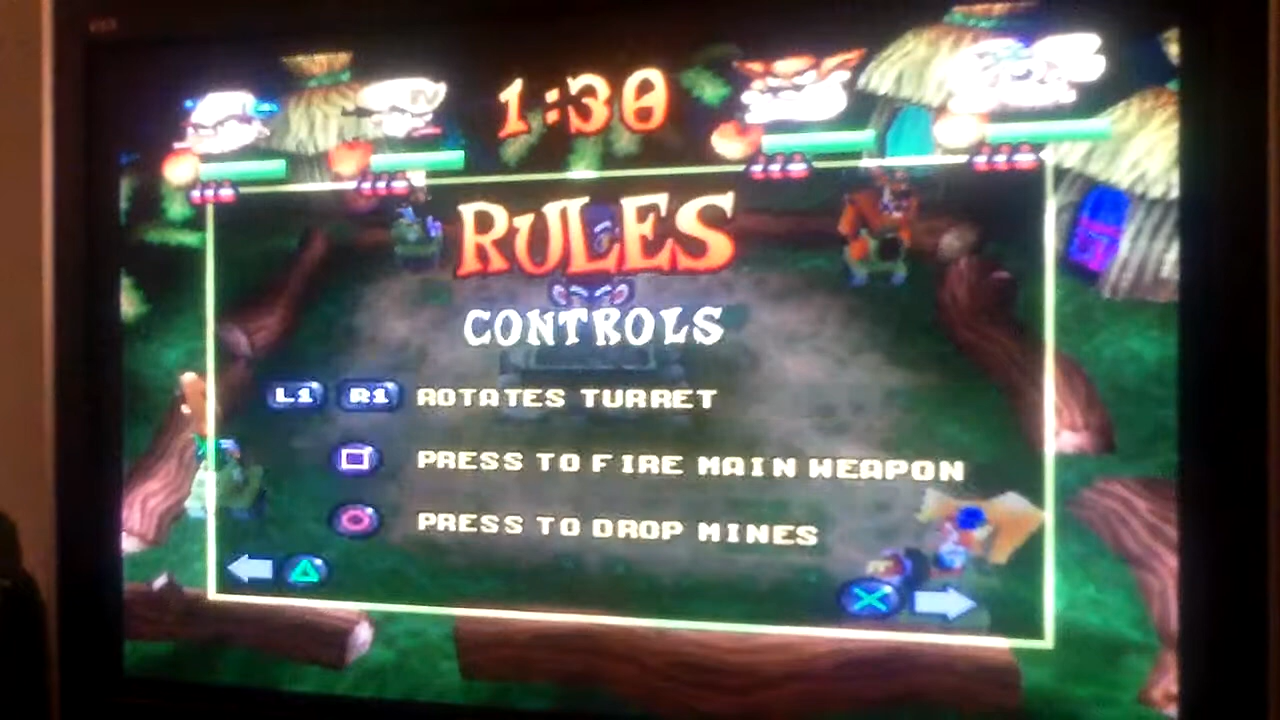 1:30
RULES
CONTROLS
L1 R1 ROTATES TURRET
PRESS TO FIRE MAIN WEAPON
PRESS TO DROP MINES